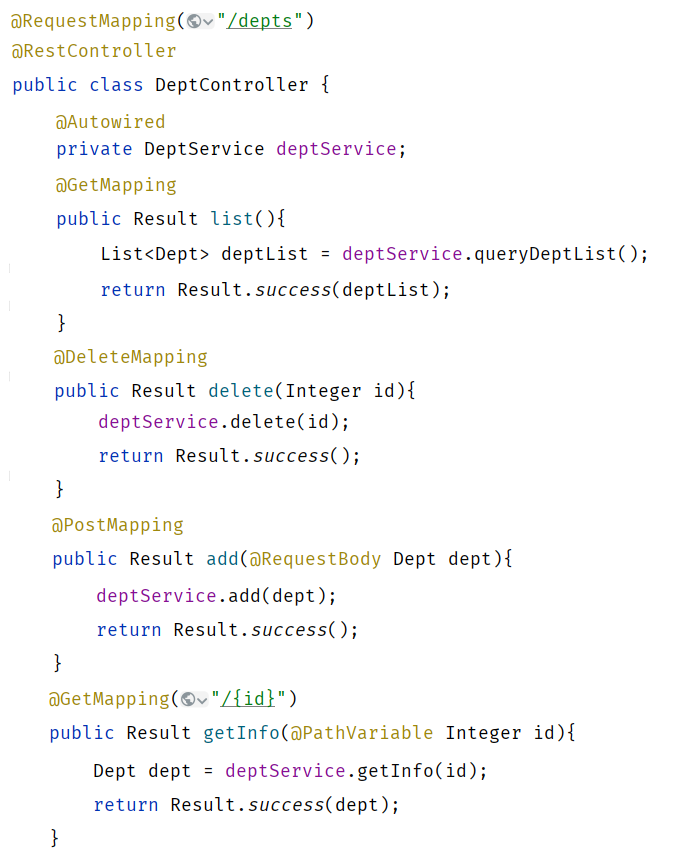 @RequestMapping("/depts")
@RestController
public class DeptController {
@Autowired
private DeptService deptService;
@GetMapping
public Result list(){
List<Dept> deptList = deptService.queryDeptList();
return Result.success(deptList);
}
@DeleteMapping
public Result delete(Integer id){
deptService.delete(id);
return Result.success();
}
@PostMapping
public Result add(@RequestBody Dept dept){
deptService.add(dept);
return Result.success();
}
@GetMapping("/{id}")
public Result getInfo(@PathVariable Integer id){
Dept dept = deptService.getInfo(id);
return Result.success(dept);
}